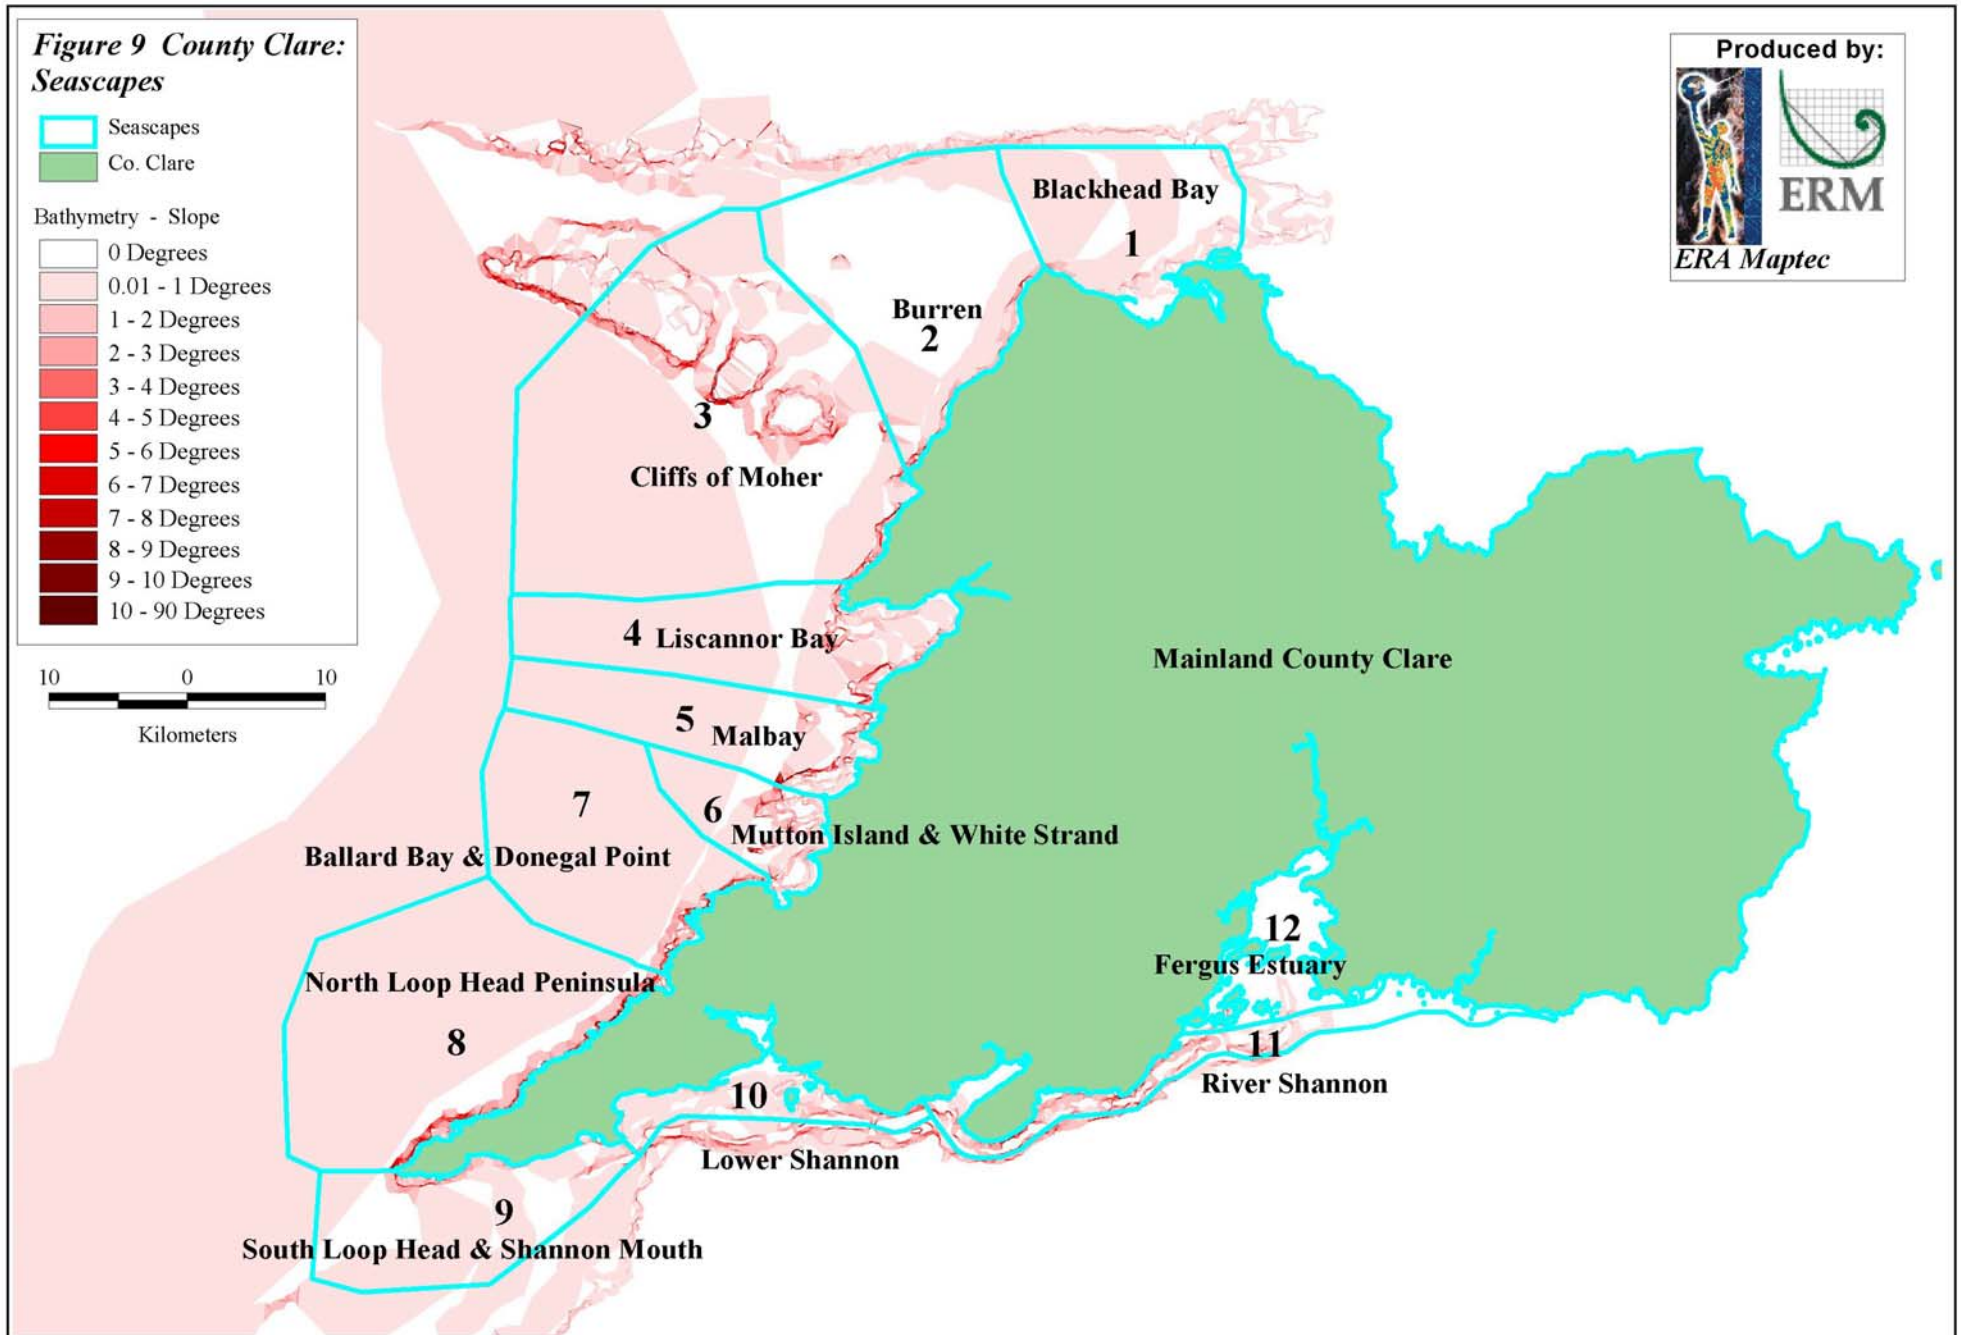 Figure 9 County Clare:
Seascapes
Seascapes
Co. Clare
Bathymetry - Slope
0 Degrees
0.01 - 1 Degrees
1 - 2 Degrees
2 - 3 Degrees
3 - 4 Degrees
4 - 5 Degrees
5 - 6 Degrees
6 - 7 Degrees
7 - 8 Degrees
8 - 9 Degrees
9 - 10 Degrees
10 - 90 Degrees
10 0 10
Kilometers
Produced by:
ERM
ERA Maptec
Blackhead Bay
1
Burren
2
3
Cliffs of Moher
4 Liscannor Bay
Mainland County Clare
5 Malbay
6
Mutton Island & White Strand
7
Ballard Bay & Donegal Point
North Loop Head Peninsula
8
9
South Loop Head & Shannon Mouth
10
Lower Shannon
11
River Shannon
12
Fergus Estuary